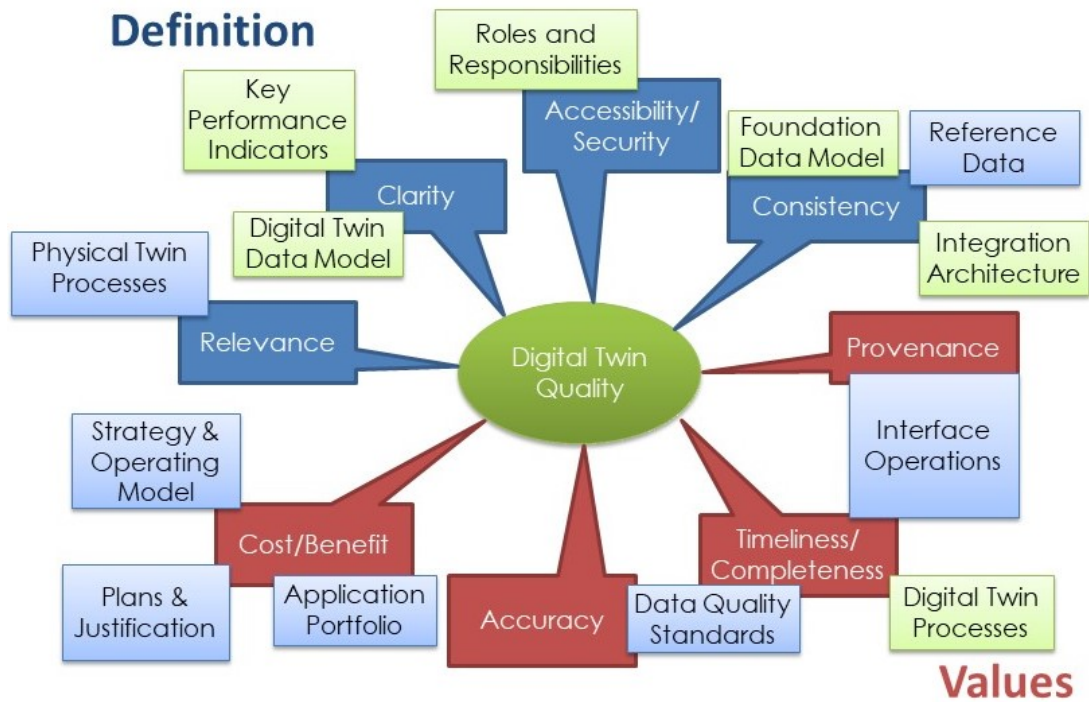 Definition
Roles and
Responsibilities
Accessibility/
Security
Key
Performance
Indicators
Clarity
Digital Twin
Data Model
Foundation
Data Model
Reference
Data
Consistency
Integration
Architecture
Physical Twin
Processes
Relevance
Digital Twin
Quality
Provenance
Interface
Operations
Strategy &
Operating
Model
Cost/Benefit
Plans &
Justification
Application
Portfolio
Accuracy
Data Quality
Standards
Timeliness/
Completeness
Digital Twin
Processes
Values